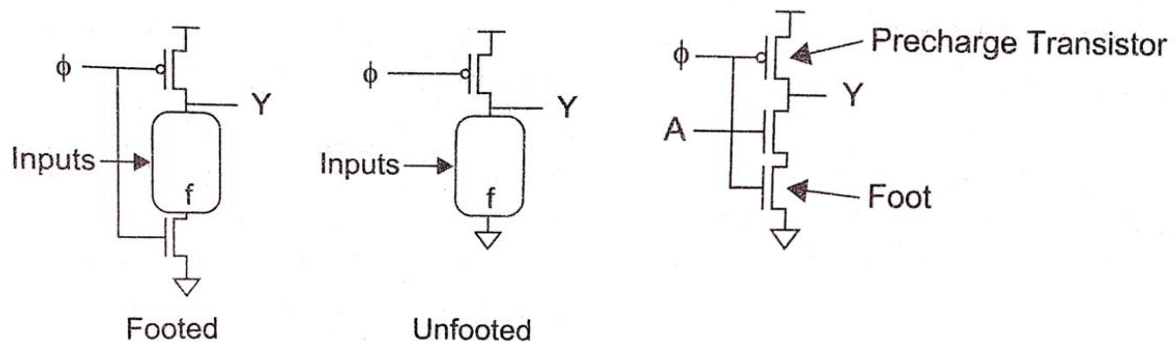 ϕ
Y
Inputs
f
Footed
ϕ
Y
Inputs
f
Unfooted
ϕ
Precharge Transistor
Y
A
Foot